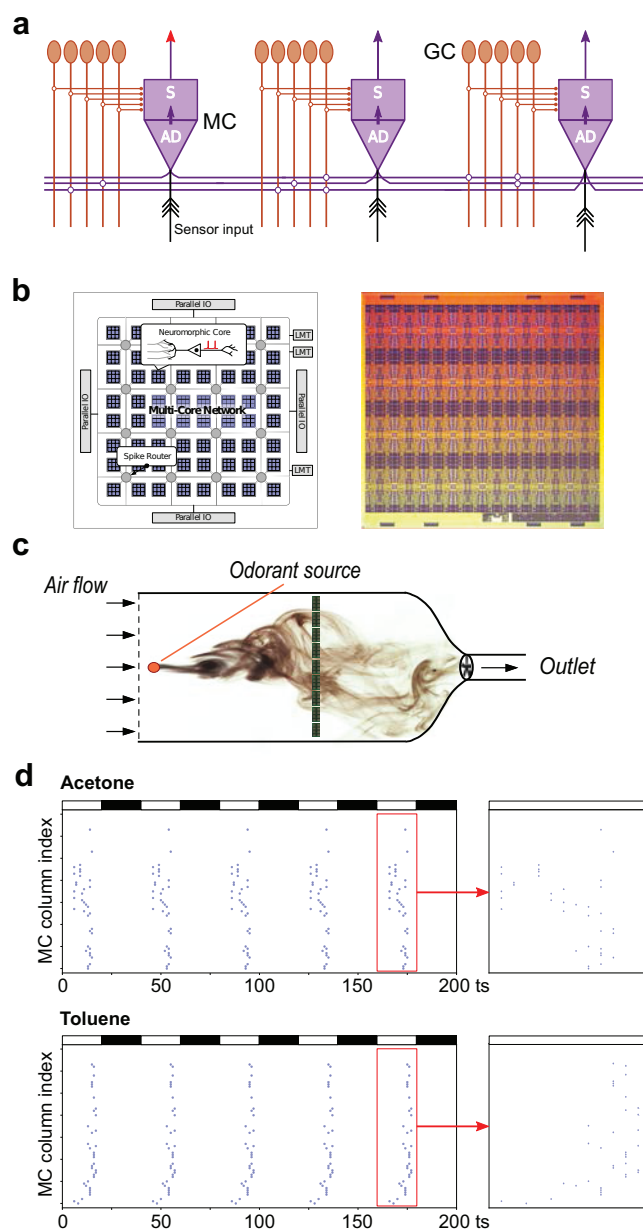 a
GC
S
S
S
MC
AD
AD
AD
Sensor input
b
Parallel IO
Neuromorphic Core
LMT
LMT
Parallel IO
Multi-Core Network
Parallel IO
Spike Router
LMT
Parallel IO
c
Odorant source
Air flow
Outlet
d
Acetone
MC column index
0 50 100 150 200 ts
Toluene
MC column index
0 50 100 150 200 ts